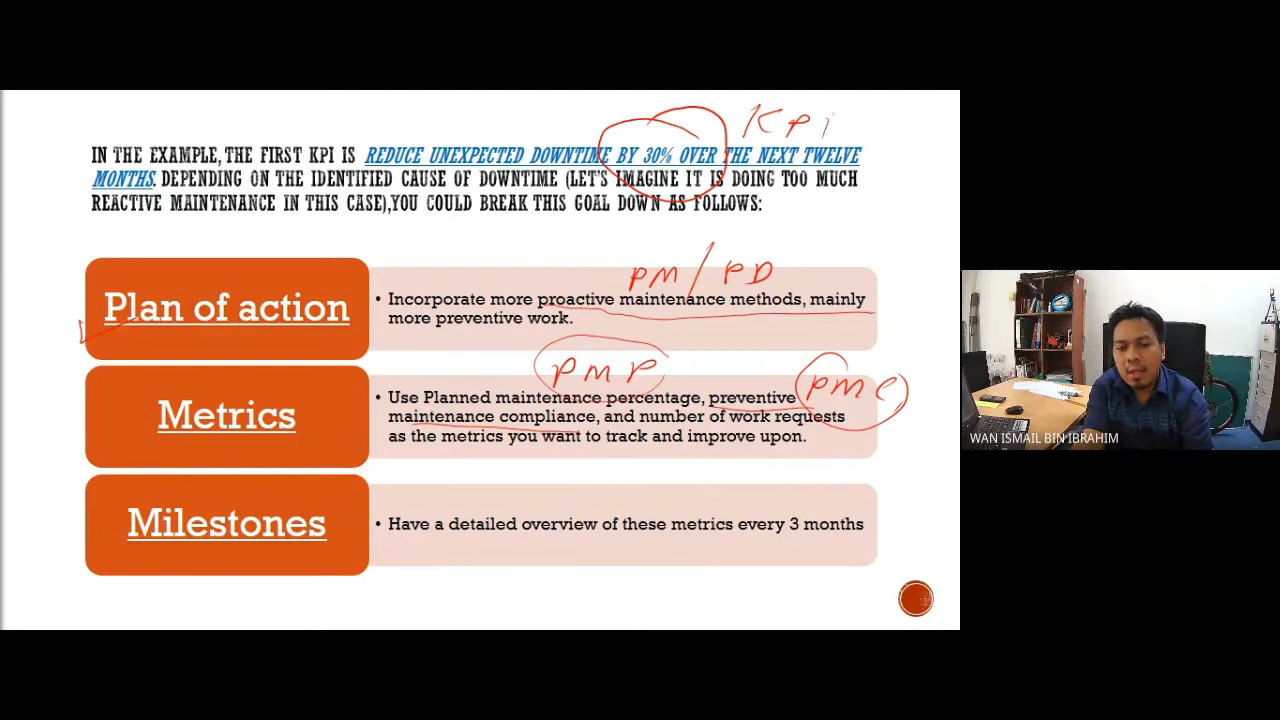 KPi
IN THE EXAMPLE, THE FIRST KPI IS REDUCE UNEXPECTED DOWNTIME BY 30% OVER THE NEXT TWELVE
MONTHS. DEPENDING ON THE IDENTIFIED CAUSE OF DOWNTIME (LET'S IMAGINE IT IS DOING TOO MUCH
REACTIVE MAINTENANCE IN THIS CASE), YOU COULD BREAK THIS GOAL DOWN AS FOLLOWS:
PM / PD
Plan of action
• Incorporate more proactive maintenance methods, mainly
more preventive work.
PMP
PMC
Metrics
• Use Planned maintenance percentage, preventive
maintenance compliance, and number of work requests
as the metrics you want to track and improve upon.
Milestones
• Have a detailed overview of these metrics every 3 months
WAN ISMAIL BIN IBRAHIM